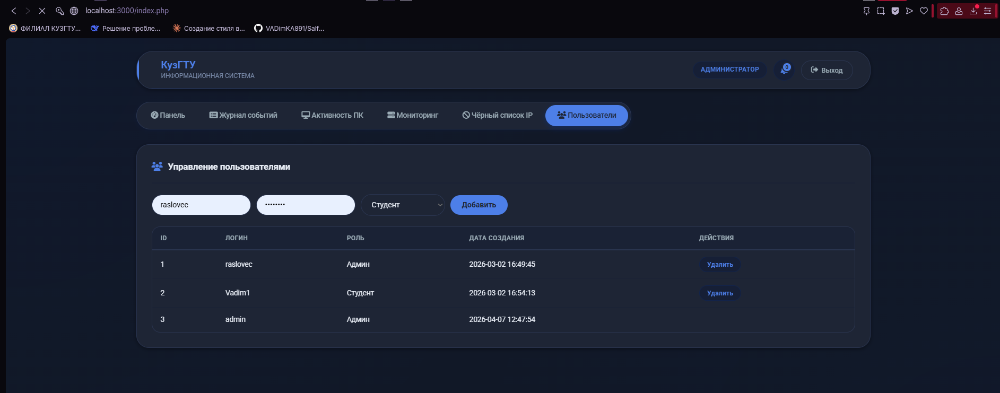 localhost:3000/index.php
ФИЛИАЛ КУЗГТУ...
Решение пробле...
Создание стиля в...
VADimKA891/Salf...
КузГТУ
ИНФОРМАЦИОННАЯ СИСТЕМА
АДМИНИСТРАТОР
0
Выход
Панель
Журнал событий
Активность ПК
Мониторинг
Чёрный список IP
Пользователи
Управление пользователями
raslovec
••••••••
Студент
Добавить
ID ЛОГИН РОЛЬ ДАТА СОЗДАНИЯ ДЕЙСТВИЯ
1 raslovec Админ 2026-03-02 16:49:45 Удалить
2 Vadim1 Студент 2026-03-02 16:54:13 Удалить
3 admin Админ 2026-04-07 12:47:54